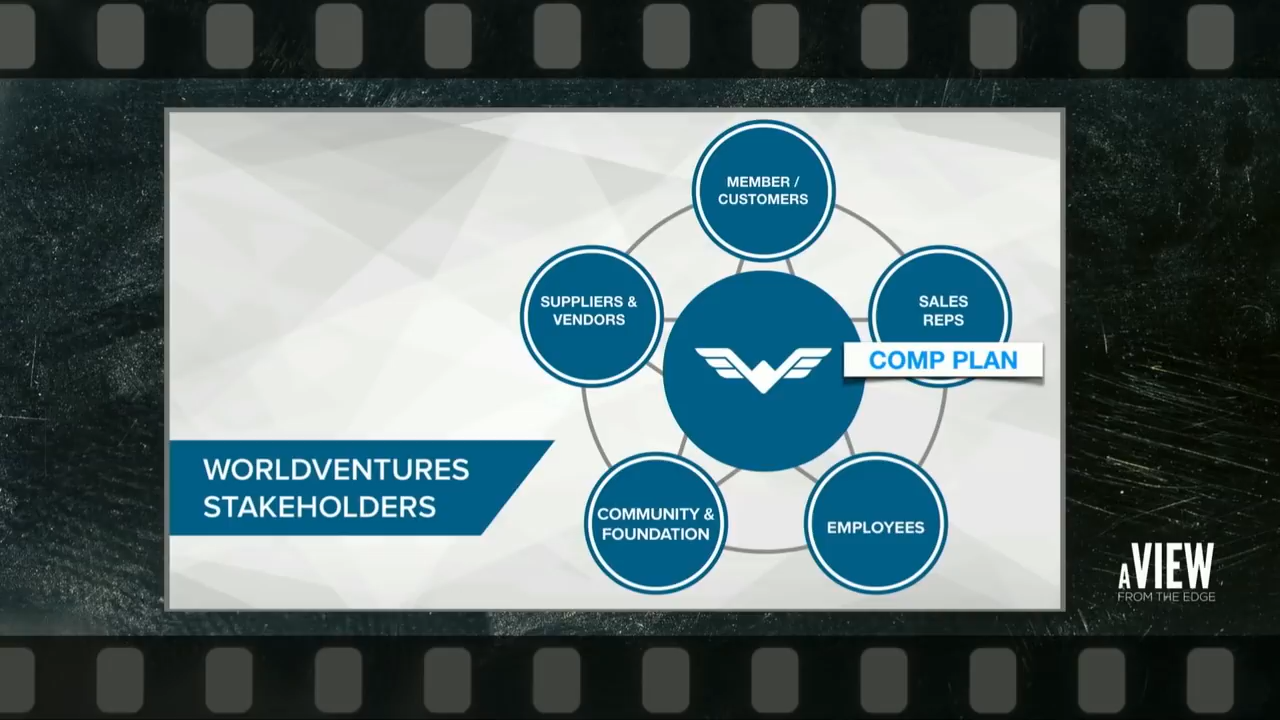 MEMBER /
CUSTOMERS
SUPPLIERS &
VENDORS
SALES
REPS
COMP PLAN
WORLDVENTURES
STAKEHOLDERS
COMMUNITY &
FOUNDATION
EMPLOYEES
A VIEW
FROM THE EDGE